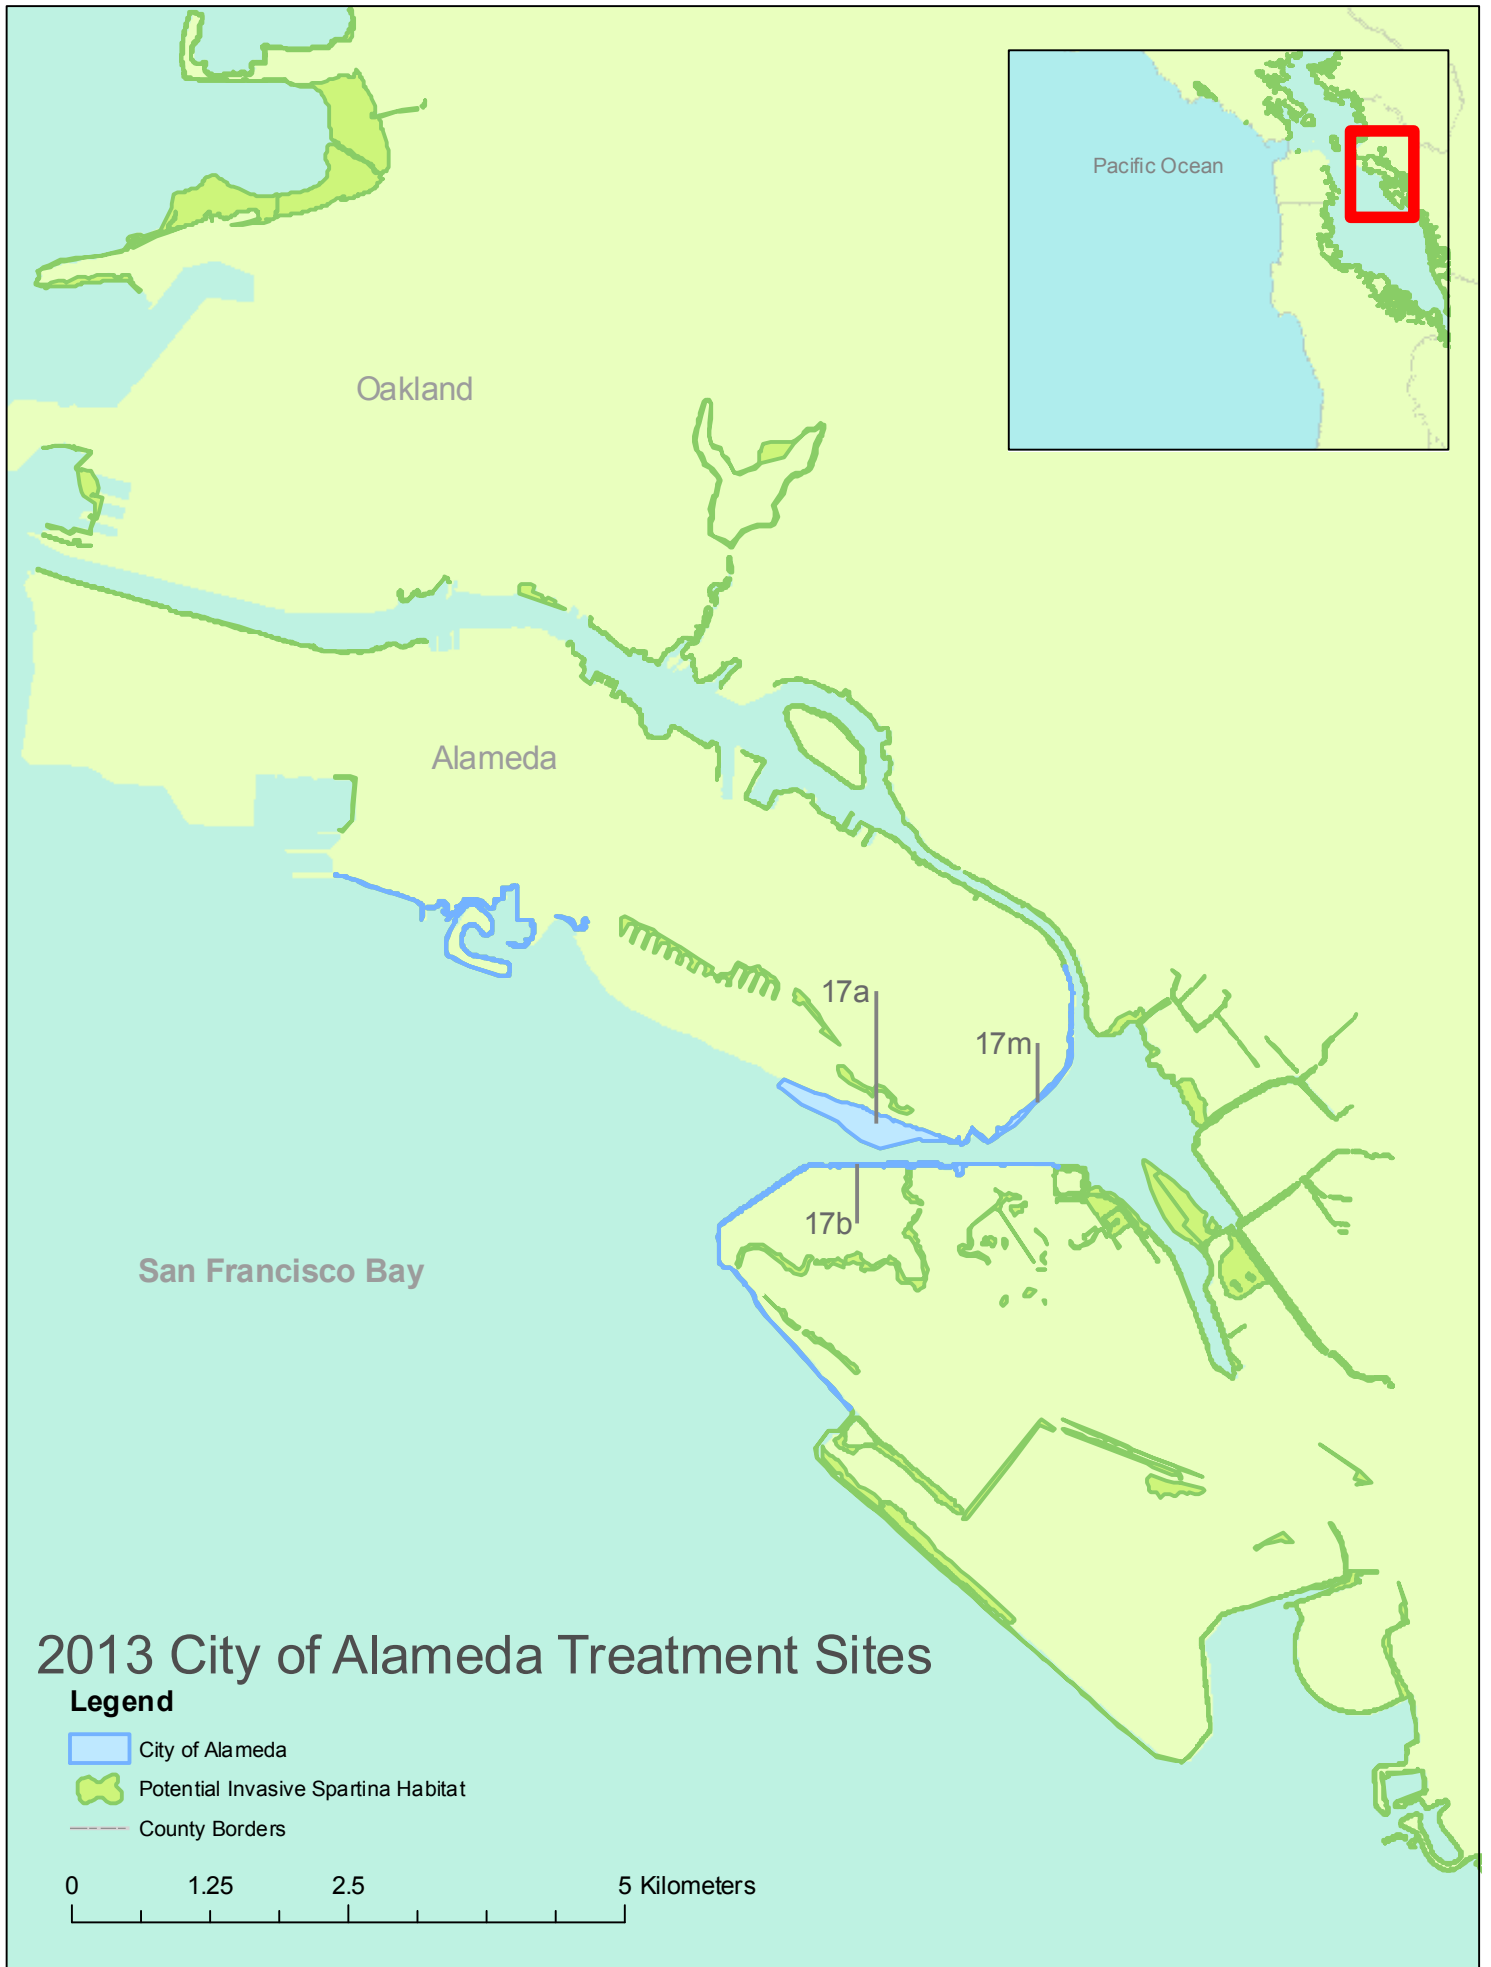 Pacific Ocean
Oakland
Alameda
17a
17m
17b
San Francisco Bay
2013 City of Alameda Treatment Sites
Legend
City of Alameda
Potential Invasive Spartina Habitat
County Borders
0 1.25 2.5 5 Kilometers